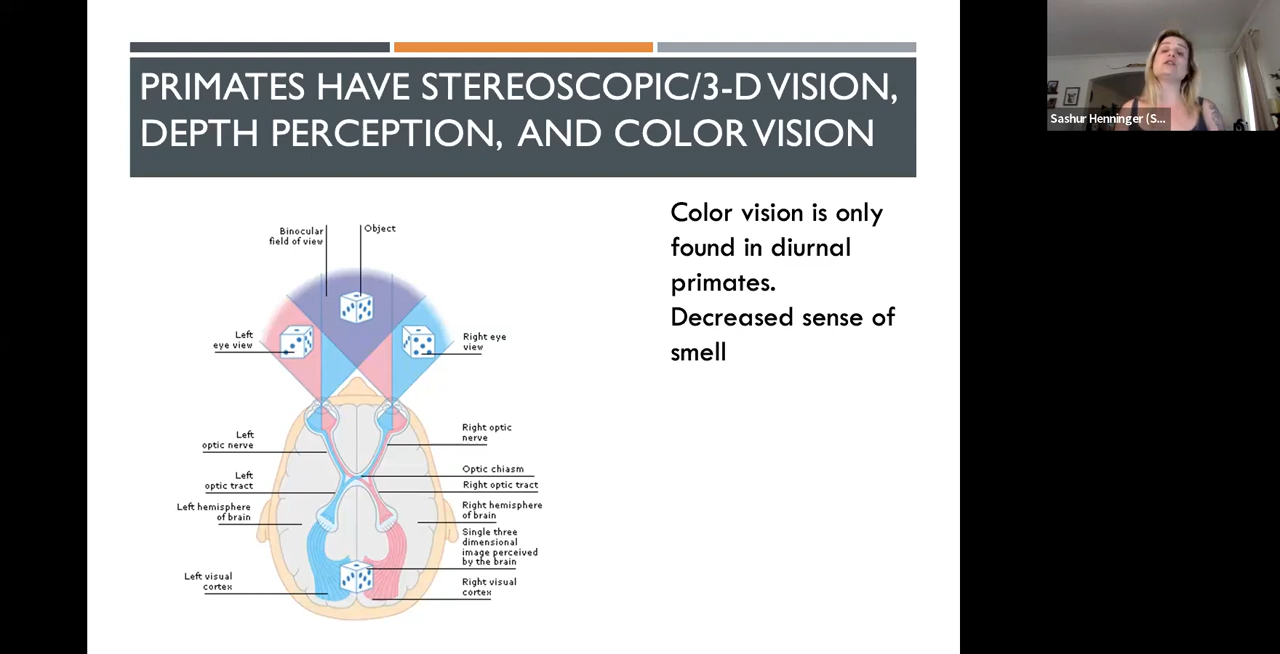 PRIMATES HAVE STEREOSCOPIC/3-D VISION,
DEPTH PERCEPTION, AND COLOR VISION
Sashur Henninger (S...
Color vision is only
found in diurnal
primates.
Decreased sense of
smell
Binocular
field of view
Object
Left
eye view
Right eye
view
Left
optic nerve
Right optic
nerve
Optic chiasm
Left
optic tract
Right optic tract
Left hemisphere
of brain
Right hemisphere
of brain
Single three
dimensional
image perceived
by the brain
Left visual
cortex
Right visual
cortex